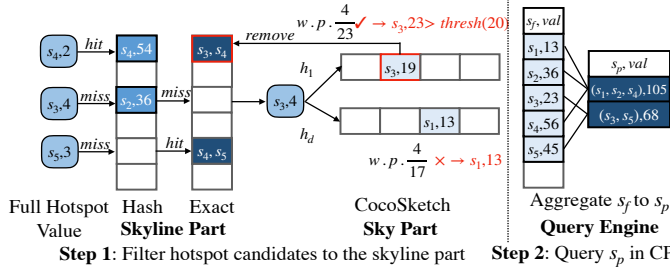 w.p. 4/23 ✓ → s3,23> thresh(20)
s4,2
hit
s4,54
s3, s4
remove
h1
s3,19
s3,4
miss
s2,36
miss
s3,4
s5,3
miss
hit
s4, s5
hd
s1,13
w.p. 4/17 × → s1,13
Full Hotspot
Value
Hash
Exact
Skyline Part
CocoSketch
Sky Part
Step 1: Filter hotspot candidates to the skyline part
sf, val
s1,13
s2,36
s3,23
s4,56
s5,45
sp, val
(s1, s2, s4),105
(s3, s5),68
Aggregate sf to sp
Query Engine
Step 2: Query sp in CP